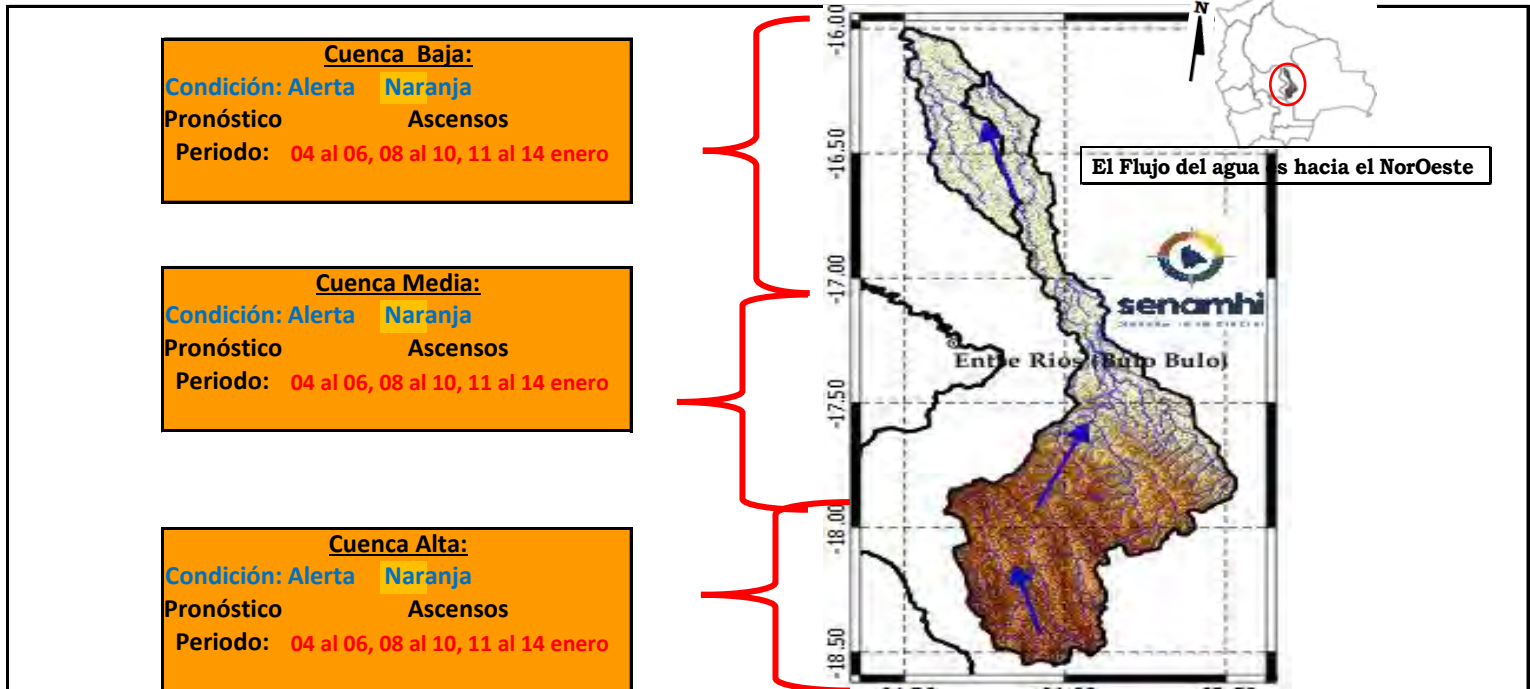 Cuenca Baja:
Condición: Alerta Naranja
Pronóstico Ascensos
Periodo: 04 al 06, 08 al 10, 11 al 14 enero
Cuenca Media:
Condición: Alerta Naranja
Pronóstico Ascensos
Periodo: 04 al 06, 08 al 10, 11 al 14 enero
Cuenca Alta:
Condición: Alerta Naranja
Pronóstico Ascensos
Periodo: 04 al 06, 08 al 10, 11 al 14 enero
N
El Flujo del agua es hacia el NorOeste
-16.00
-16.50
-17.00
-17.50
-18.00
-18.50
senamhi
Entre Rios (Bulo Bulo)